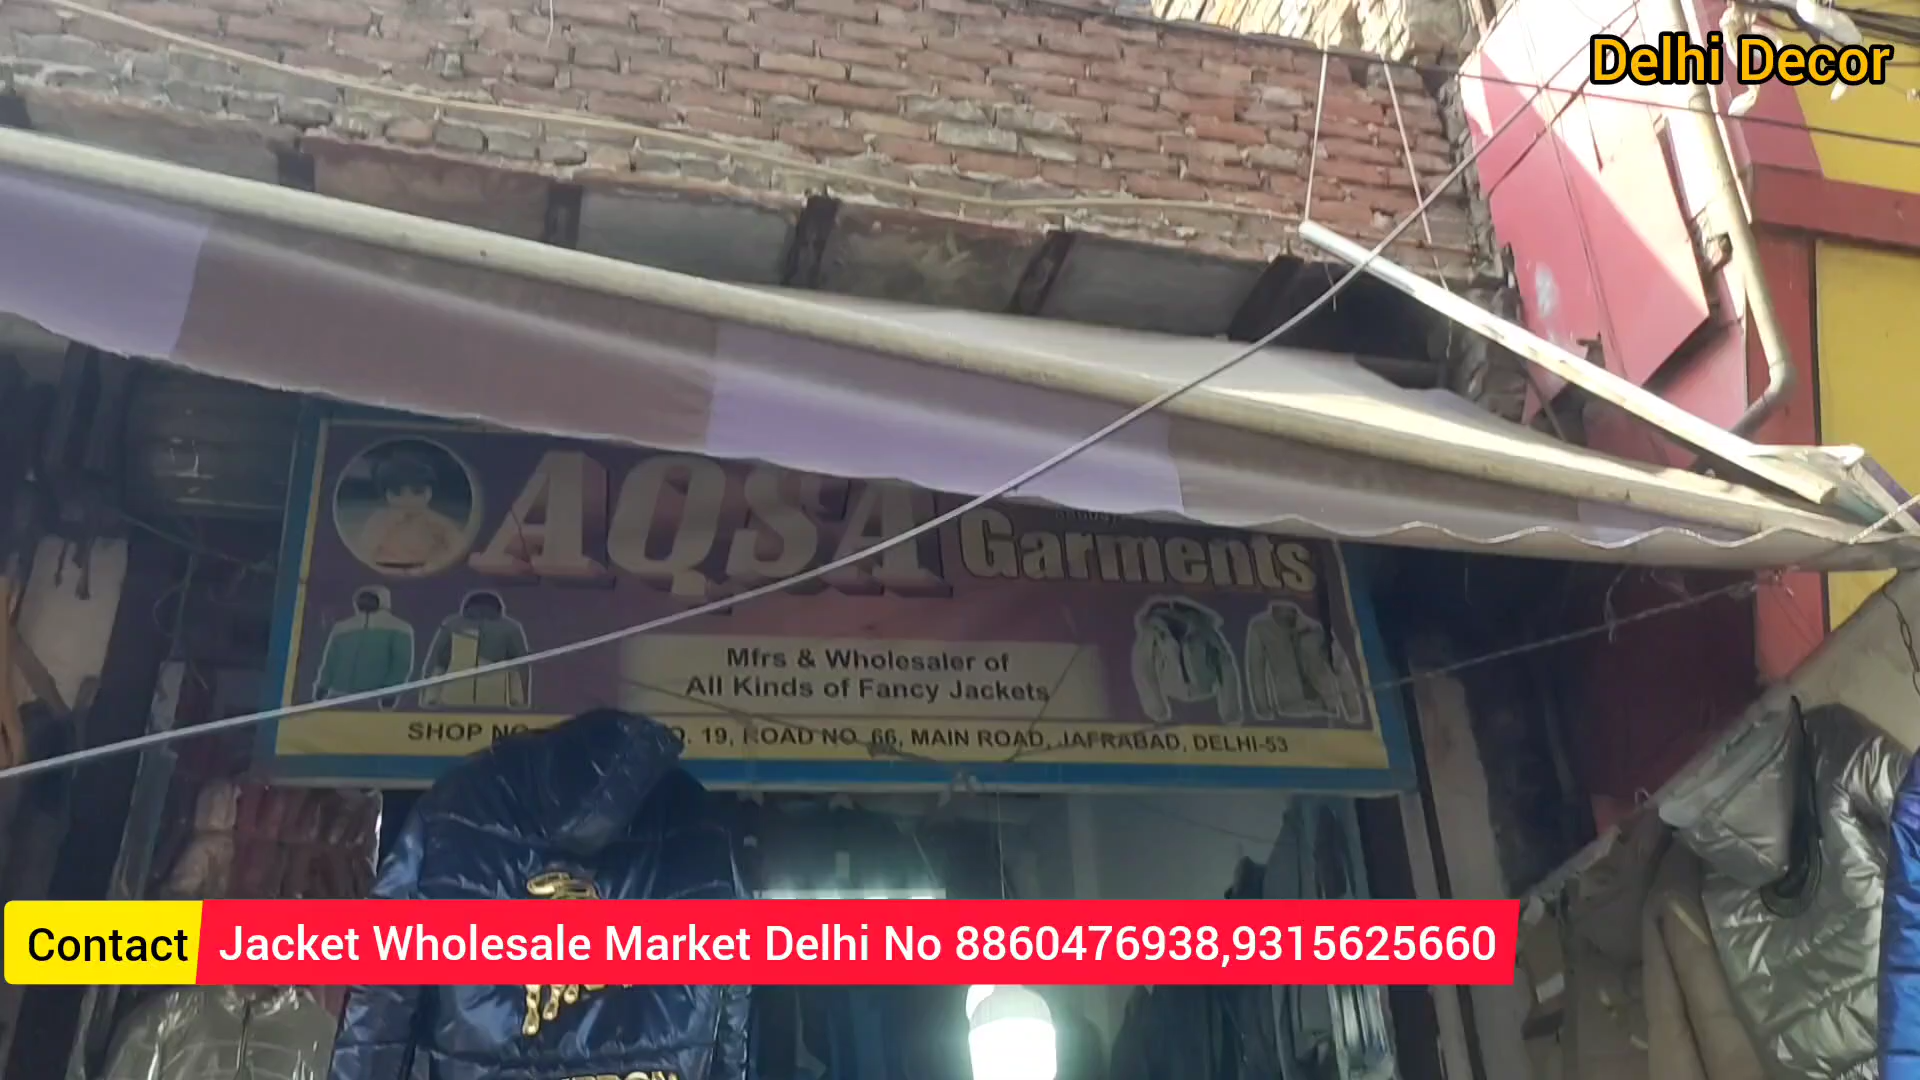 Delhi Decor
AQSA Garments
Mfrs & Wholesaler of
All Kinds of Fancy Jackets
SHOP NO. 19, ROAD NO. 66, MAIN ROAD, JAFRABAD, DELHI-53
Contact Jacket Wholesale Market Delhi No 8860476938,9315625660